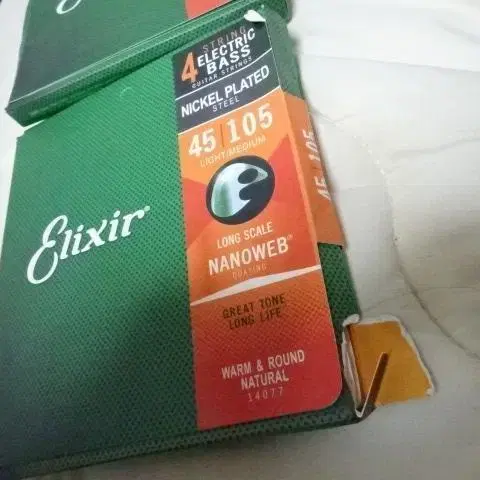 Elixir®
4 STRING
ELECTRIC
BASS
GUITAR STRINGS
NICKEL PLATED
STEEL
45 105
LIGHT/MEDIUM
LONG SCALE
NANOWEB®
COATING
GREAT TONE
LONG LIFE
WARM & ROUND
NATURAL
14077
45 105